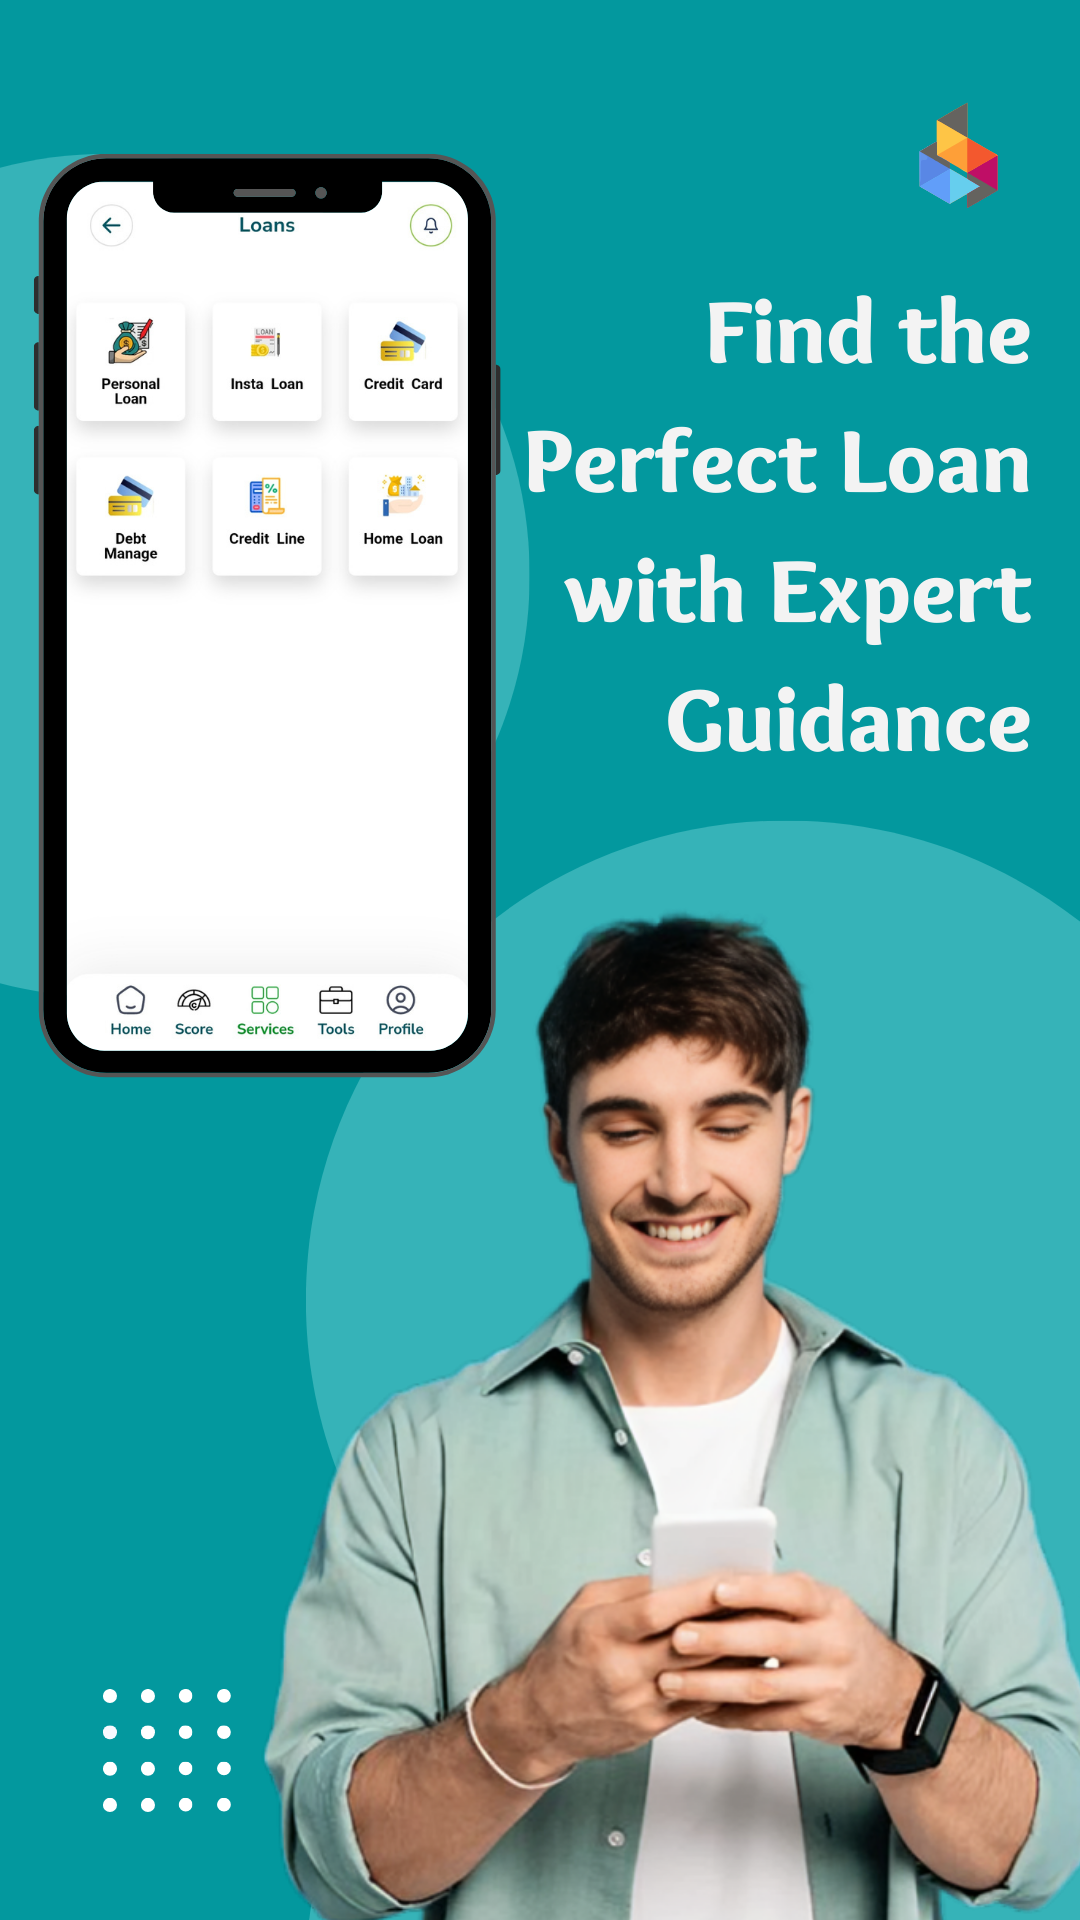 Loans
Personal
Loan
Insta Loan
Credit Card
Debt
Manage
Credit Line
Home Loan
Home
Score
Services
Tools
Profile
Find the
Perfect Loan
with Expert
Guidance